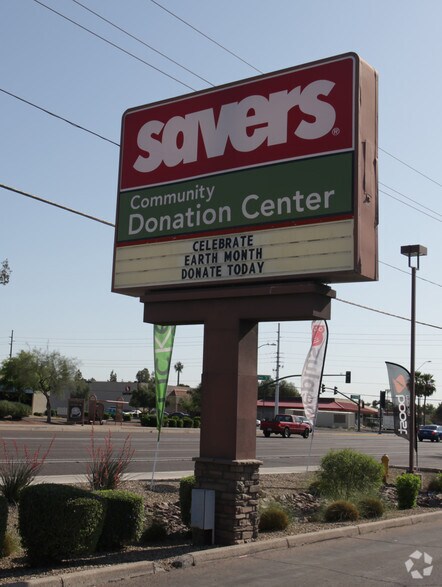 savers®
Community
Donation Center
CELEBRATE
EARTH MONTH
DONATE TODAY